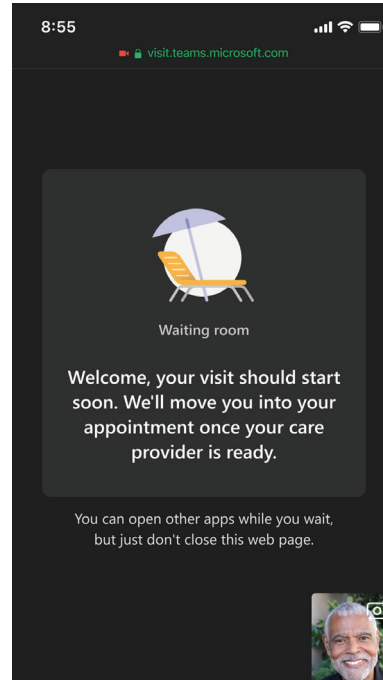 8:55
visit.teams.microsoft.com
Waiting room
Welcome, your visit should start
soon. We'll move you into your
appointment once your care
provider is ready.
You can open other apps while you wait,
but just don't close this web page.